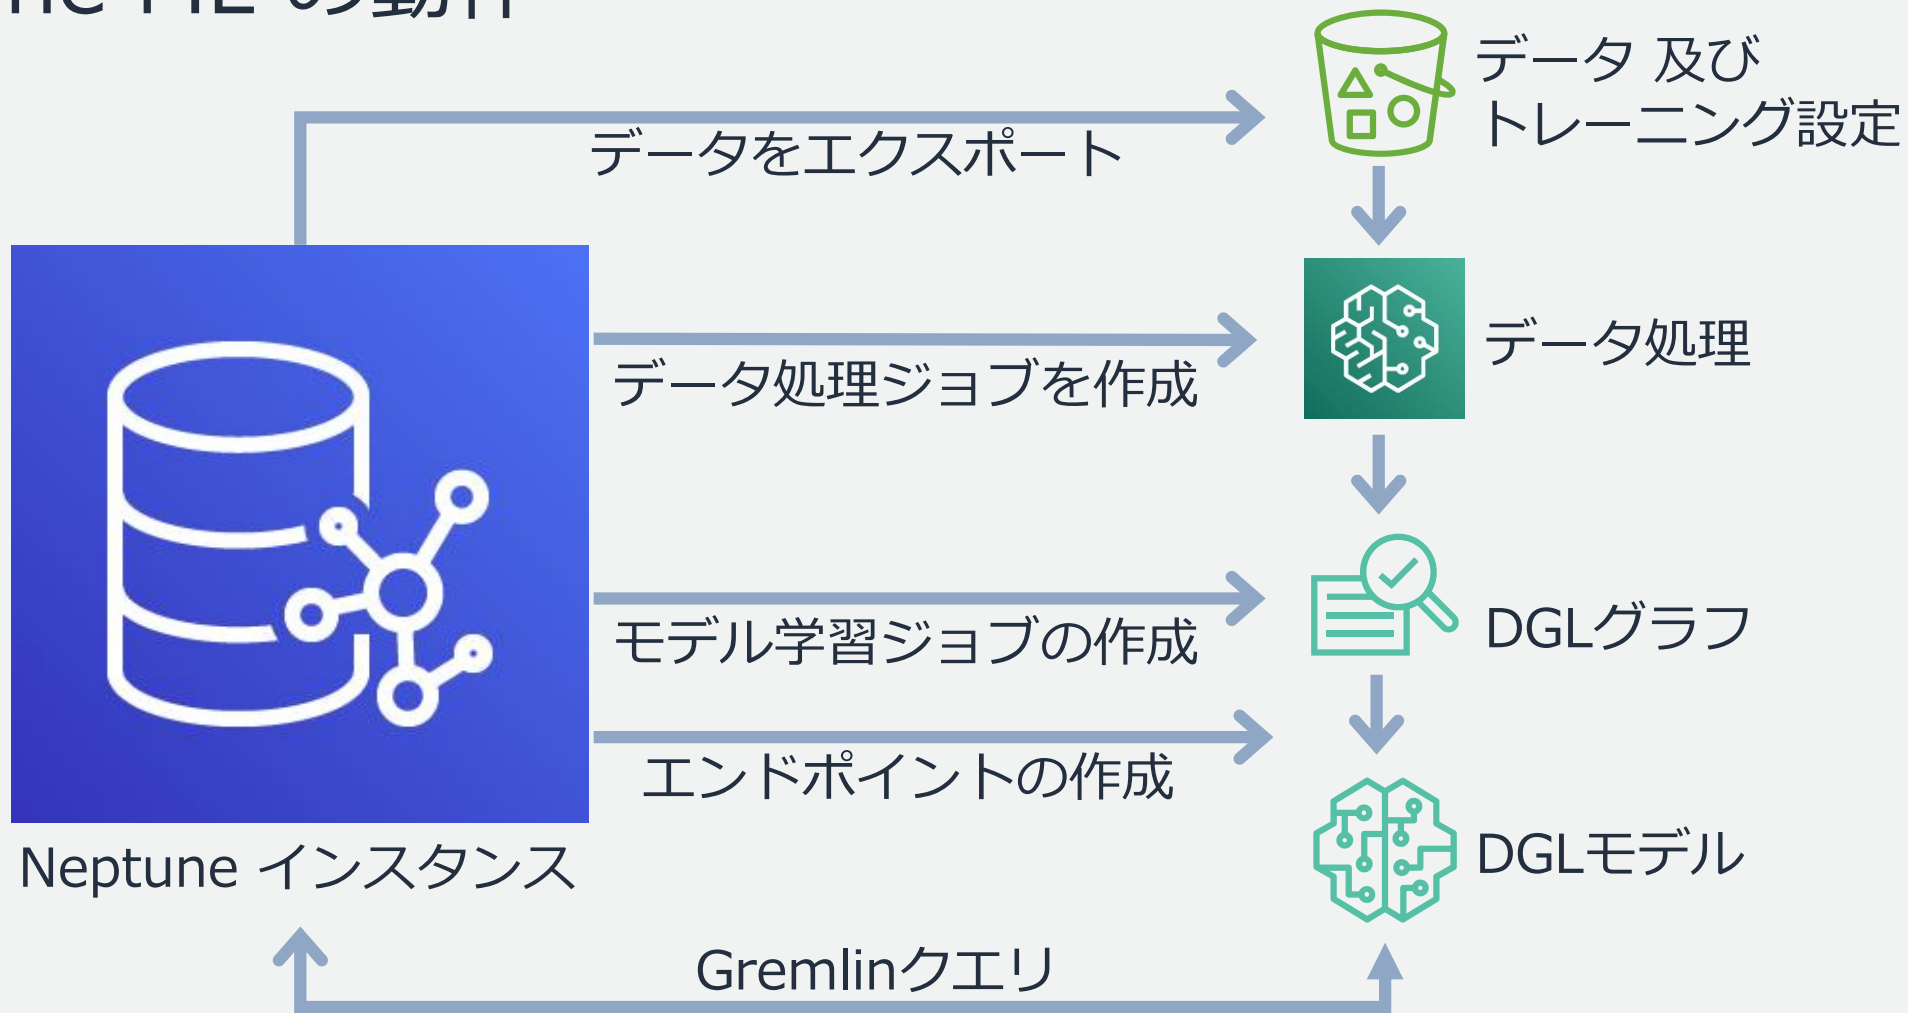 の動作
データ 及び
トレーニング設定
データをエクスポート
データ処理
データ処理ジョブを作成
モデル学習ジョブの作成
DGLグラフ
エンドポイントの作成
Neptune インスタンス
DGLモデル
Gremlinクエリ